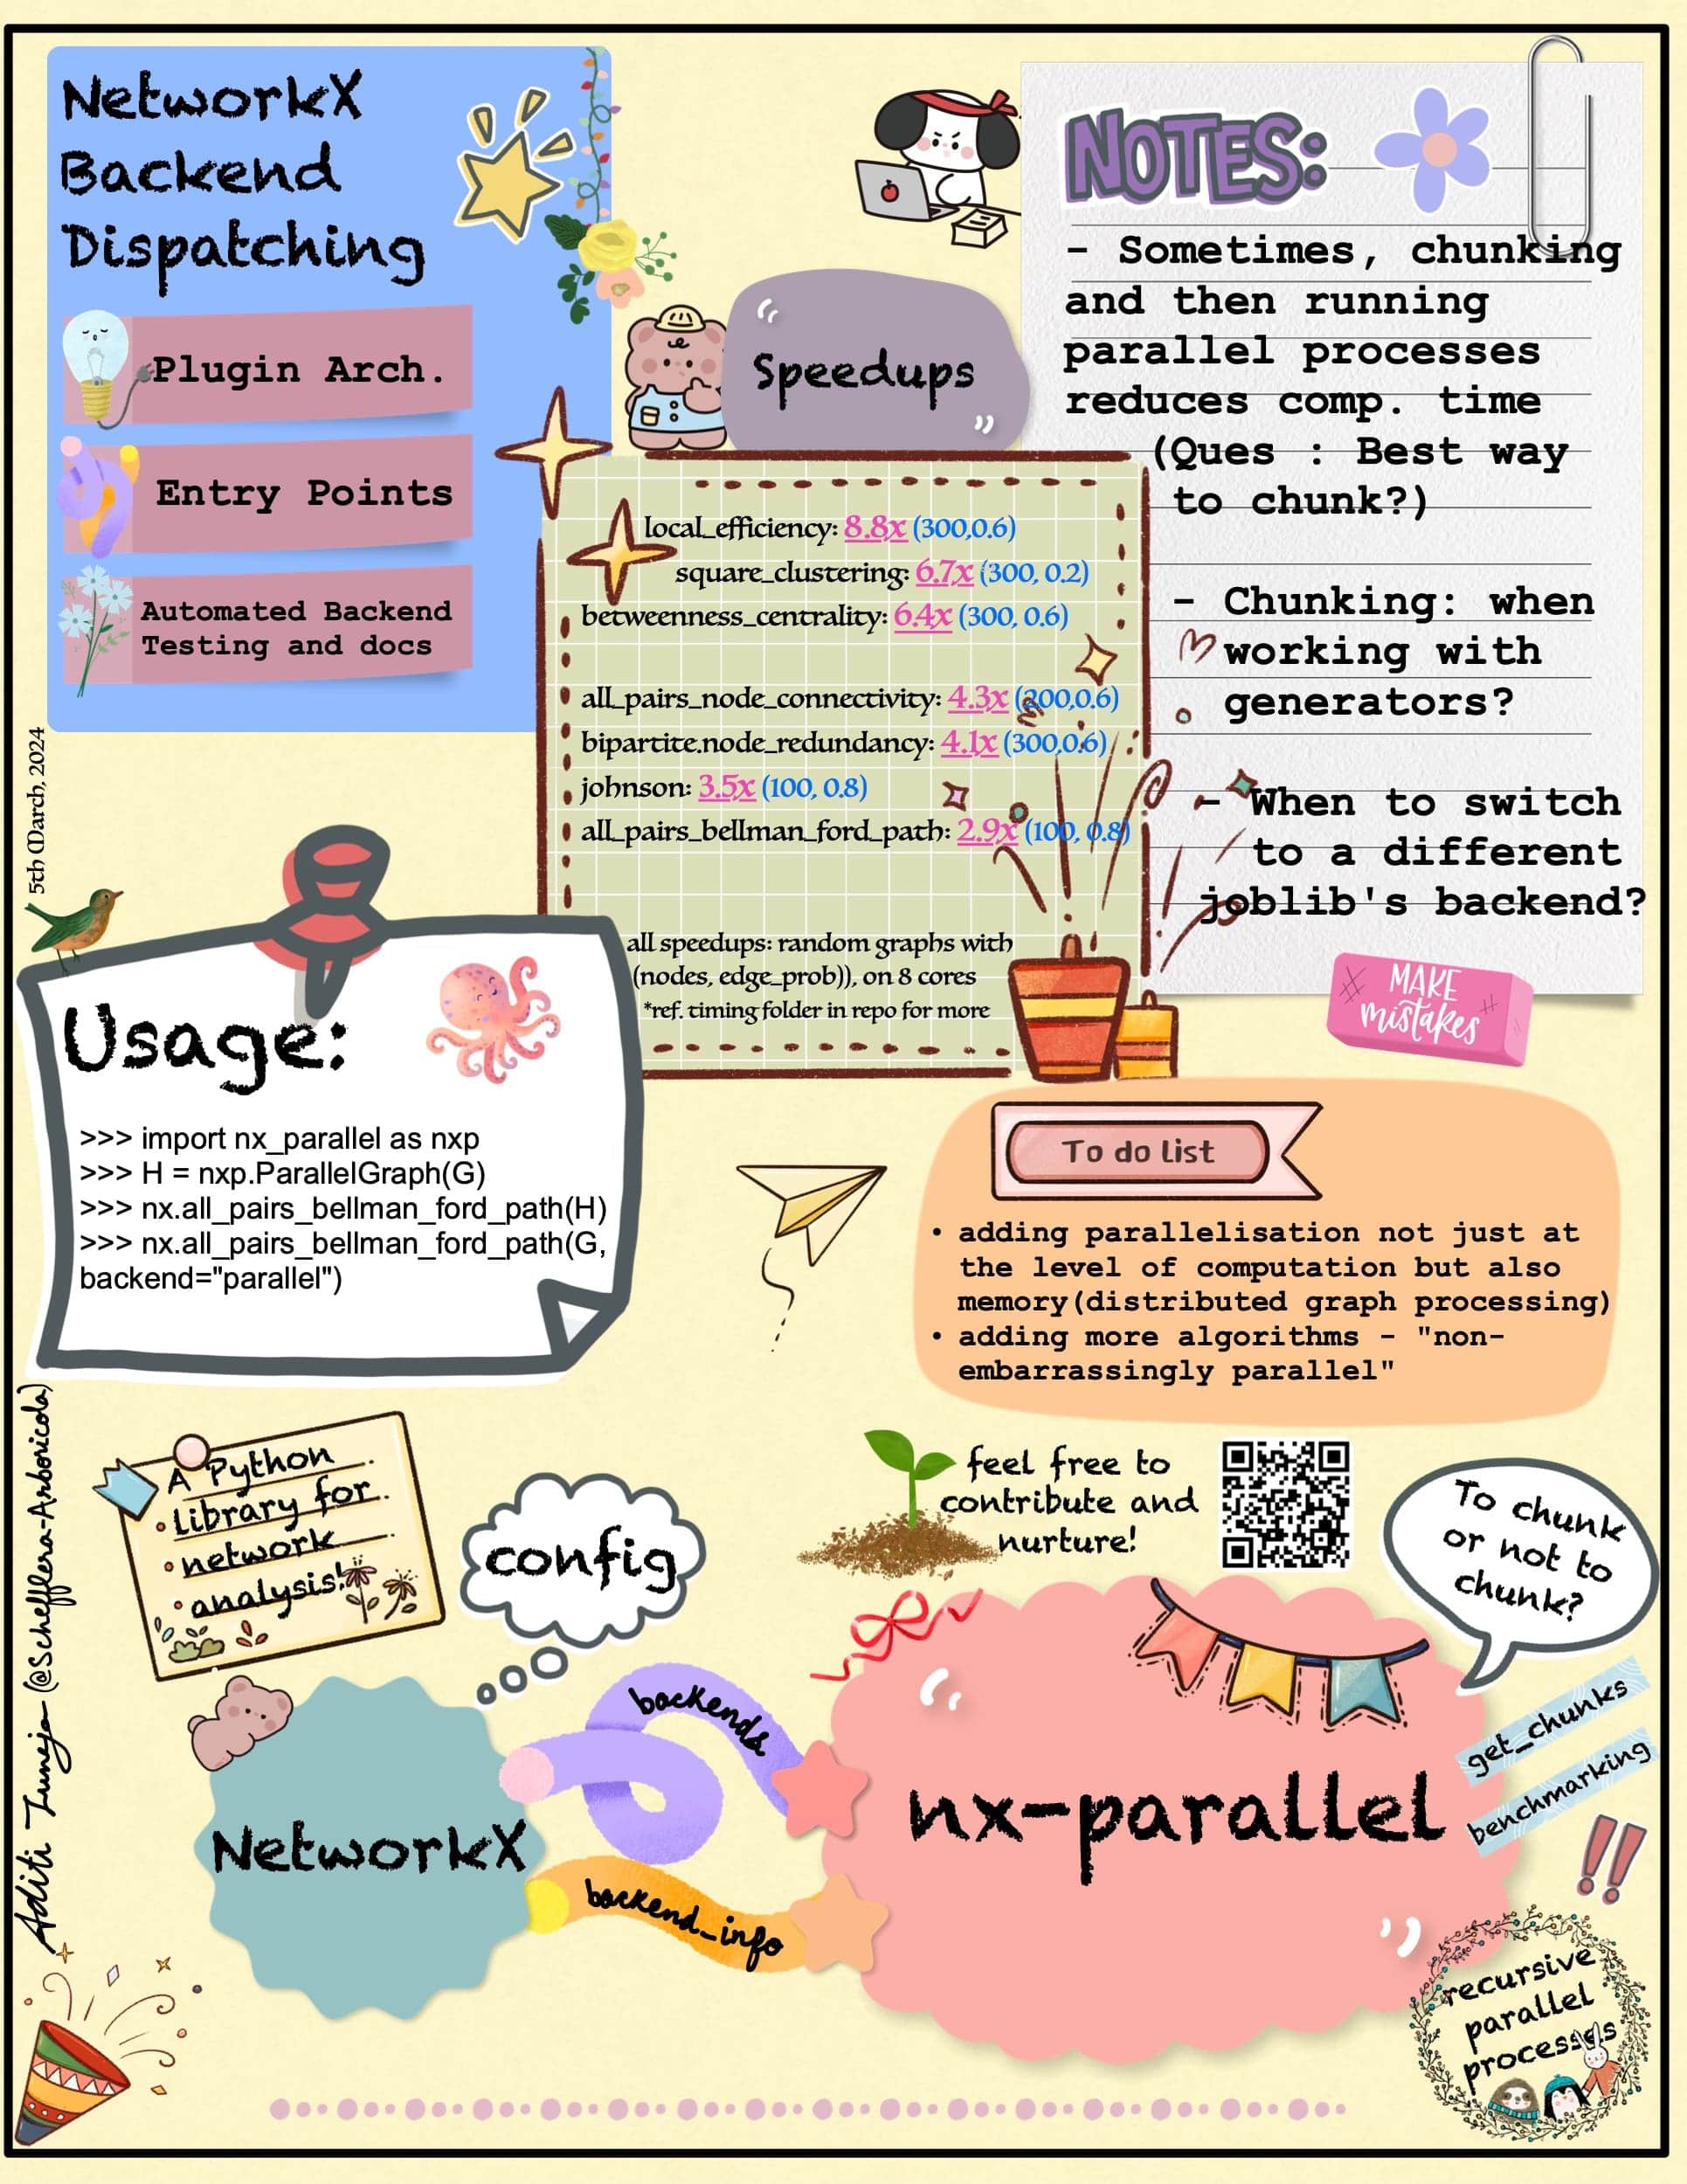 NetworkX
Backend
Dispatching
Plugin Arch.
Entry Points
Automated Backend
Testing and docs
5th March, 2024
Speedups
local_efficiency: 8.8x (300,0.6)
square_clustering: 6.7x (300, 0.2)
betweenness_centrality: 6.4x (300, 0.6)
all_pairs_node_connectivity: 4.3x (200,0.6)
bipartite.node_redundancy: 4.1x (300,0.6)
johnson: 3.5x (100, 0.8)
all_pairs_bellman_ford_path: 2.9x (100, 0.8)
all speedups: random graphs with
(nodes, edge_prob)), on 8 cores
*ref. timing folder in repo for more
NOTES:
- Sometimes, chunking
and then running
parallel processes
reduces comp. time
(Ques : Best way
to chunk?)
- Chunking: when
working with
generators?
- When to switch
to a different
joblib's backend?
MAKE
mistakes
Usage:
>>> import nx_parallel as nxp
>>> H = nxp.ParallelGraph(G)
>>> nx.all_pairs_bellman_ford_path(H)
>>> nx.all_pairs_bellman_ford_path(G,
backend="parallel")
To do list
• adding parallelisation not just at
the level of computation but also
memory(distributed graph processing)
• adding more algorithms - "non-
embarrassingly parallel"
Aditi Juneja (@Schefflera-Arboricola)
A Python
library for
network
analysis!
config
feel free to
contribute and
nurture!
To chunk
or not to
chunk?
NetworkX
backends
backend_info
nx-parallel
get_chunks
benchmarking
recursive
parallel
processes